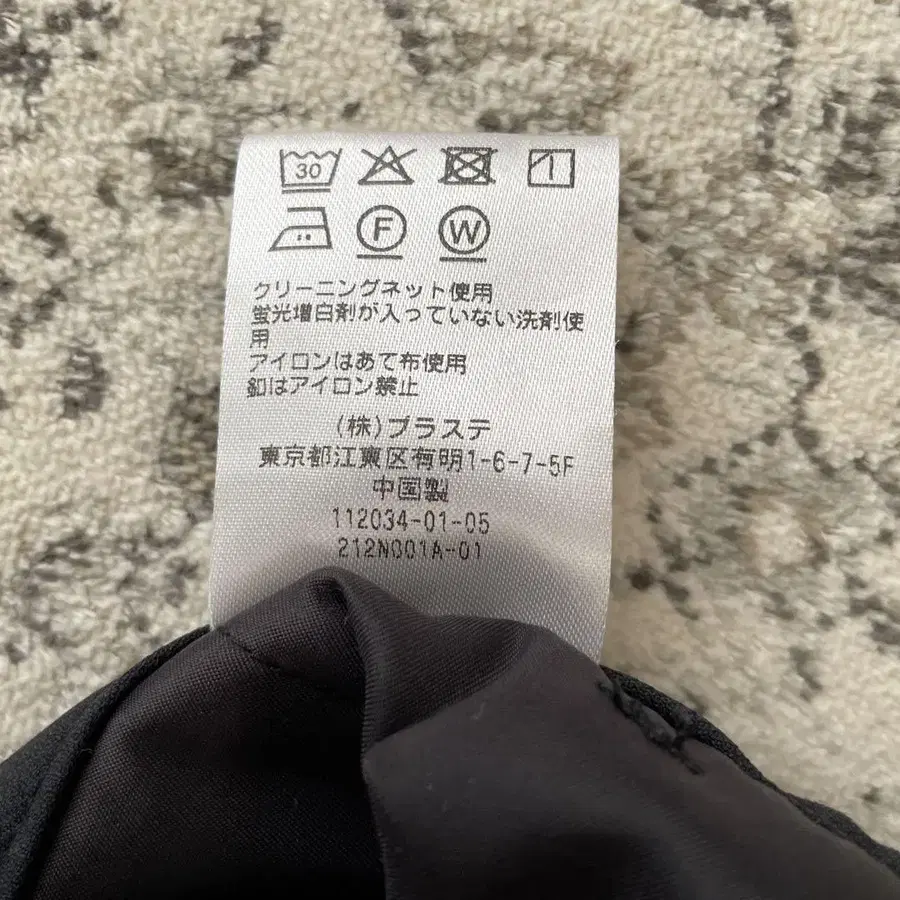 30
F W
クリーニングネット使用
蛍光増白剤が入っていない洗剤使
用
アイロンはあて布使用
釦はアイロン禁止
(株)プラステ
東京都江東区有明1-6-7-5F
中国製
112034-01-05
212N001A-01